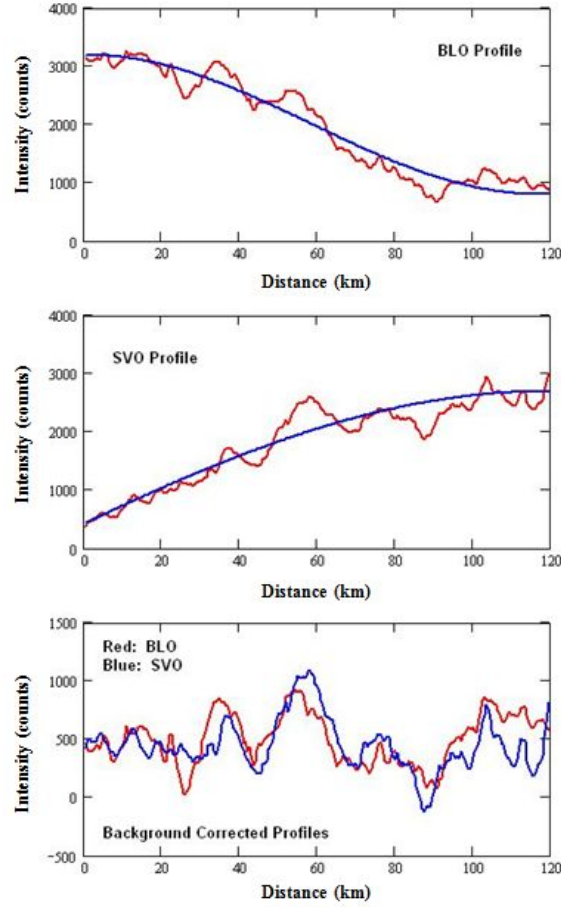 4000
BLO Profile
3000
Intensity (counts)
2000
1000
0
0 20 40 60 80 100 120
Distance (km)
4000
SVO Profile
3000
Intensity (counts)
2000
1000
0
0 20 40 60 80 100 120
Distance (km)
1500
Red: BLO
Blue: SVO
1000
Intensity (counts)
500
0
Background Corrected Profiles
−500
0 20 40 60 80 100 120
Distance (km)